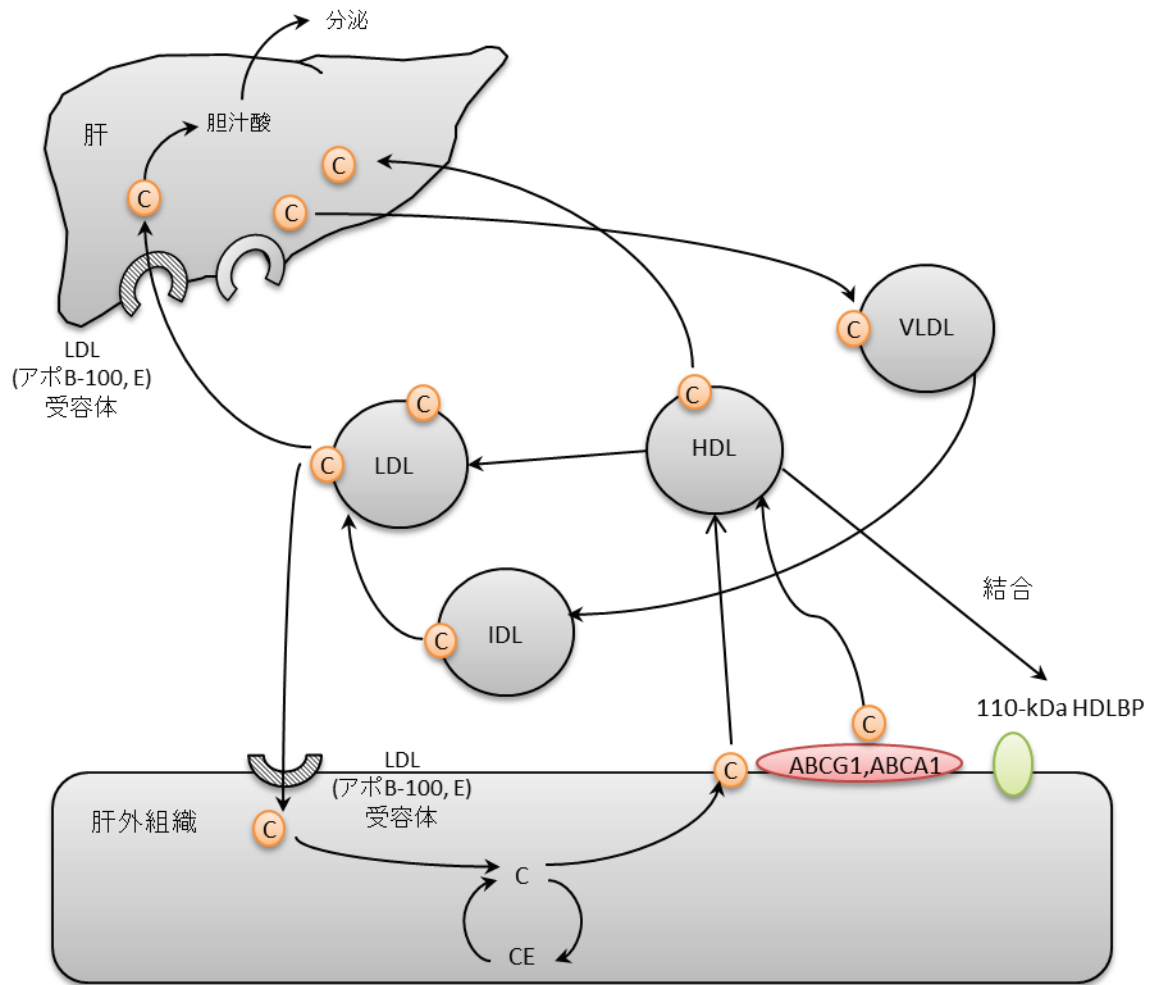 分泌
肝
胆汁酸
C
C
C
LDL
(アポB-100, E)
受容体
C
VLDL
C
C
LDL
C
HDL
C
IDL
結合
110-kDa HDLBP
C
C
ABCG1,ABCA1
LDL
(アポB-100, E)
受容体
肝外組織
C
C
CE